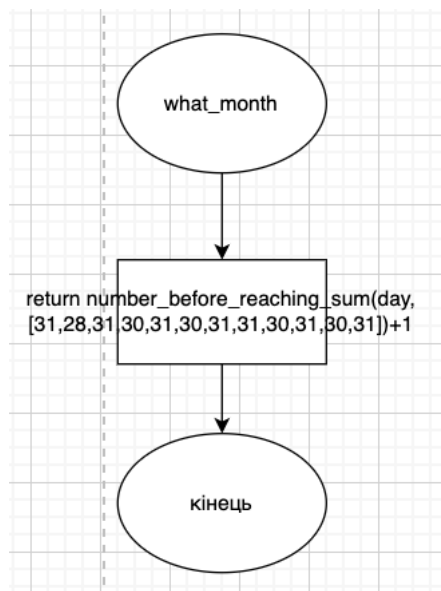 what_month
return number_before_reaching_sum(day,
[31,28,31,30,31,30,31,31,30,31,30,31])+1
кінець